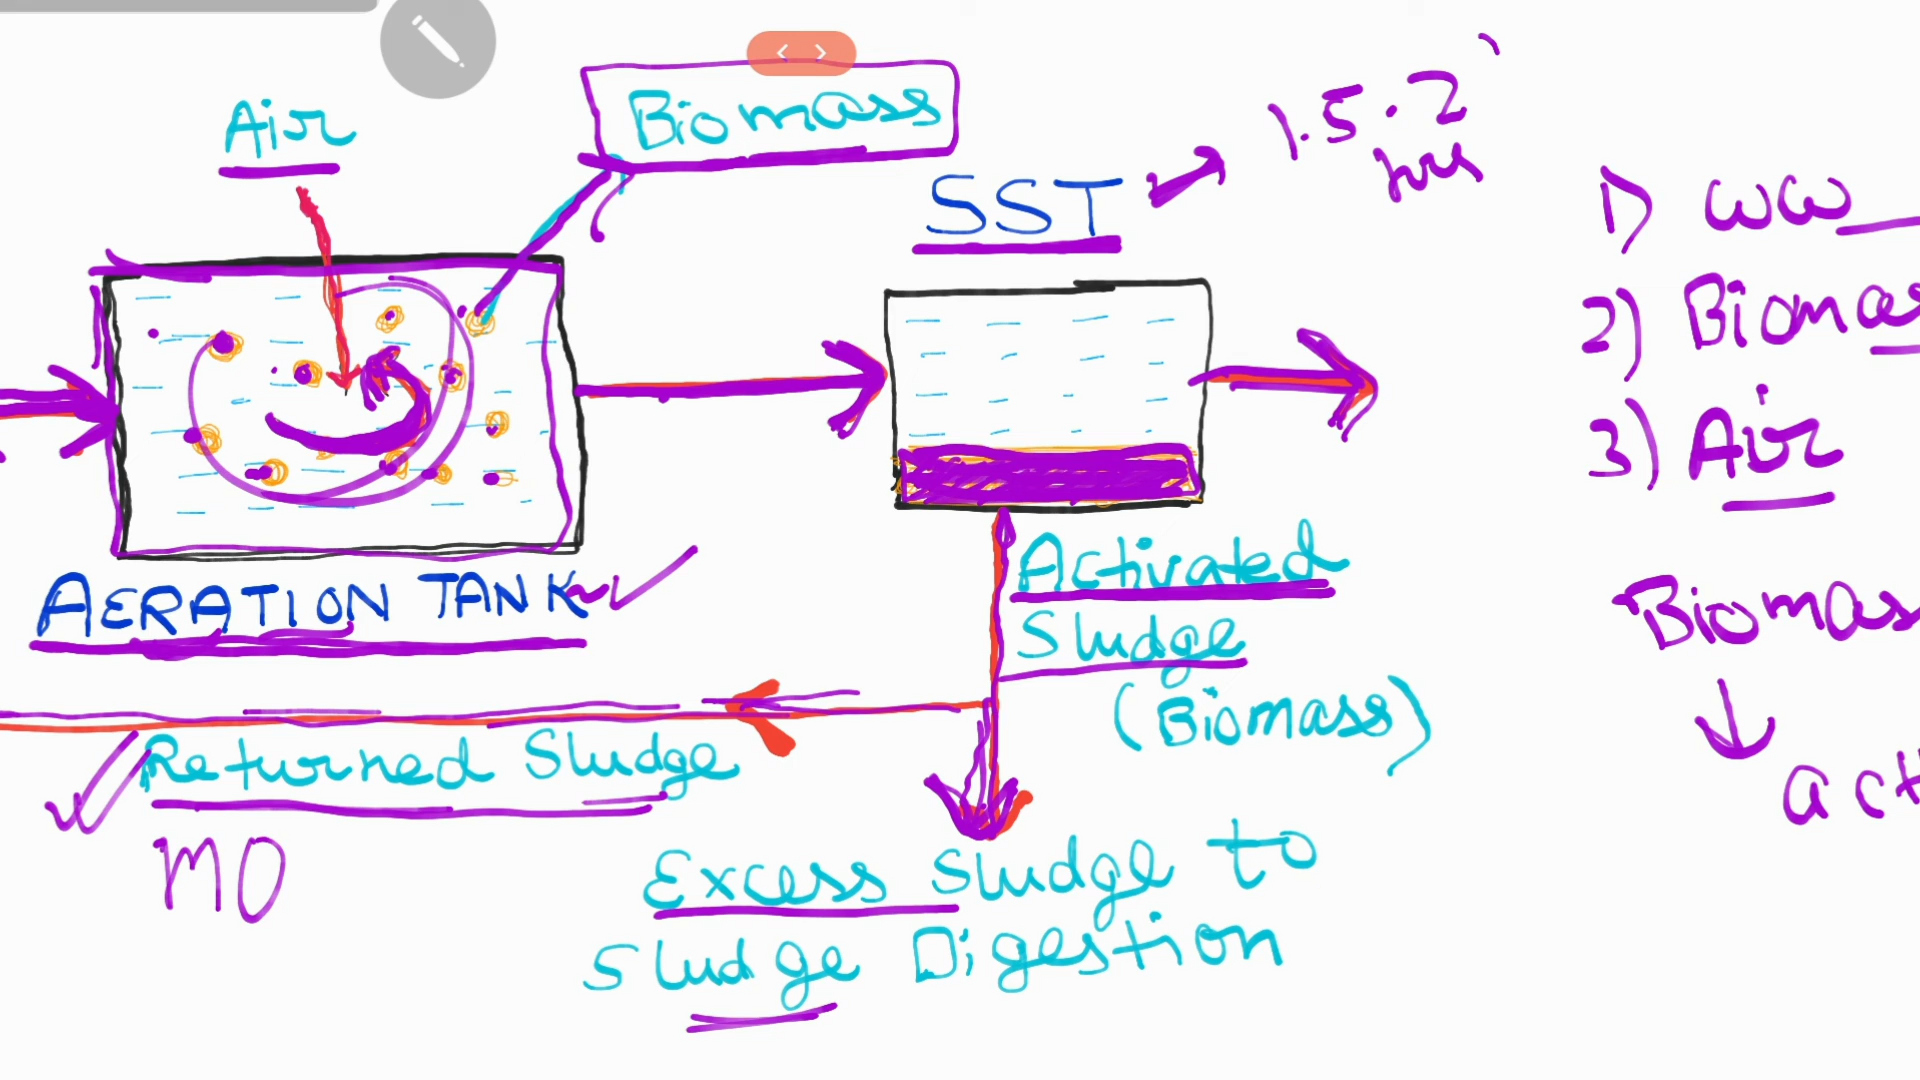 Air
Biomass
SST
1.5.2
hrs
1) WW
2) Biomas
3) Air
AERATION TANK
Activated
Sludge
(Biomass)
Biomas
act
Returned Sludge
MO
Excess Sludge to
Sludge Digestion